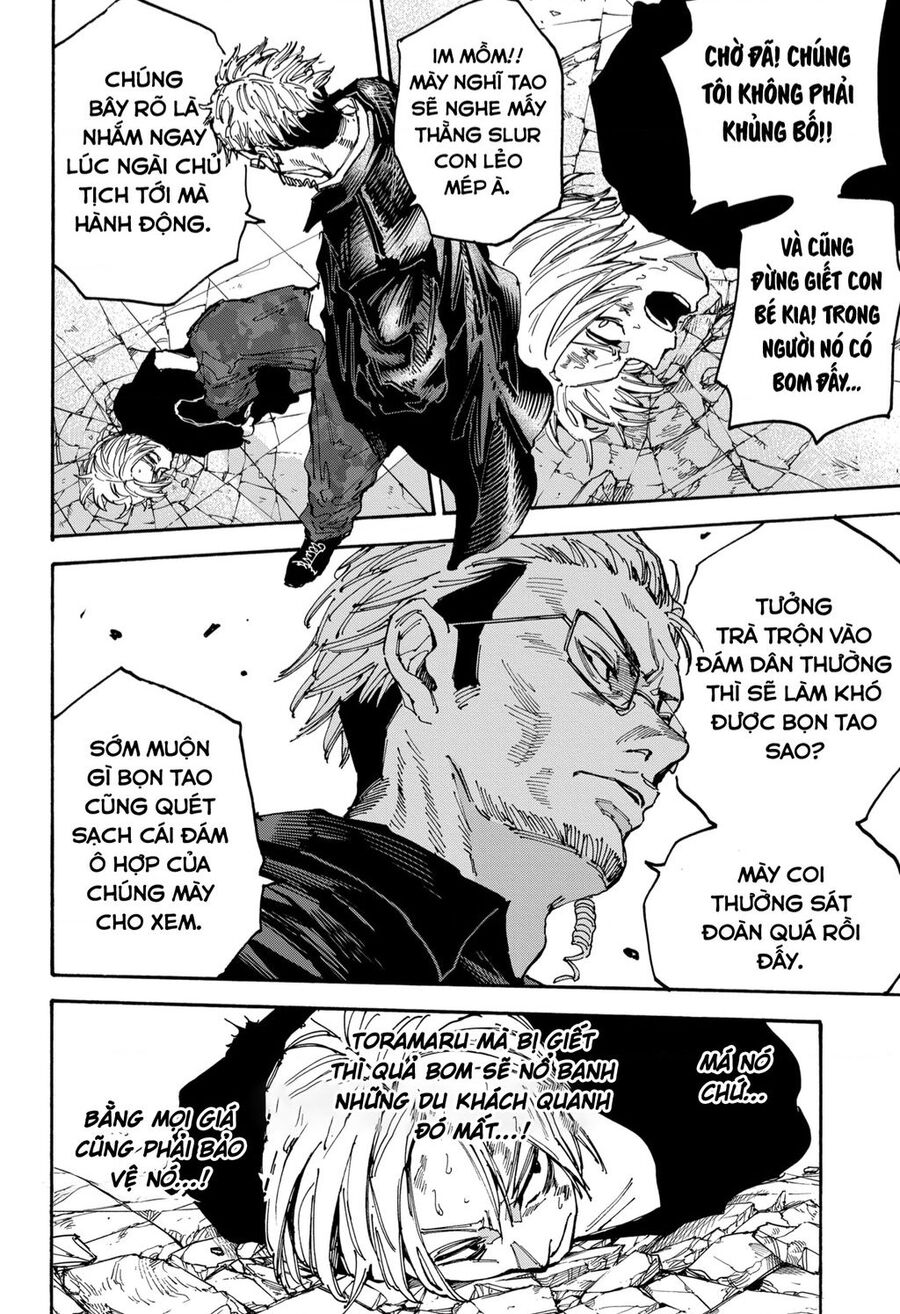 CHỜ ĐÃ! CHÚNG
TÔI KHÔNG PHẢI
KHỦNG BỐ!!
VÀ CŨNG
ĐỪNG GIẾT CON
BÉ KIA! TRONG
NGƯỜI NÓ CÓ
BOM ĐẤY...
IM MỒM!!
MÀY NGHĨ TAO
SẼ NGHE MẤY
THẰNG SLUR
CON LẺO
MÉP À.
CHÚNG
BÂY RÕ LÀ
NHẮM NGAY
LÚC NGÀI CHỦ
TỊCH TỚI MÀ
HÀNH ĐỘNG.
TƯỞNG
TRÀ TRỘN VÀO
ĐÁM DÂN THƯỜNG
THÌ SẼ LÀM KHÓ
ĐƯỢC BỌN TAO
SAO?
MÀY COI
THƯỜNG SÁT
ĐOÀN QUÁ RỒI
ĐẤY.
SỚM MUỘN
GÌ BỌN TAO
CŨNG QUÉT
SẠCH CÁI ĐÁM
Ô HỢP CỦA
CHÚNG MÀY
CHO XEM.
MÁ NÓ
CHỨ...
TORAMARU MÀ BỊ GIẾT
THÌ QUẢ BOM SẼ NỔ BANH
NHỮNG DU KHÁCH QUANH
ĐÓ MẤT...!
BẰNG MỌI GIÁ
CŨNG PHẢI BẢO
VỆ NÓ...!